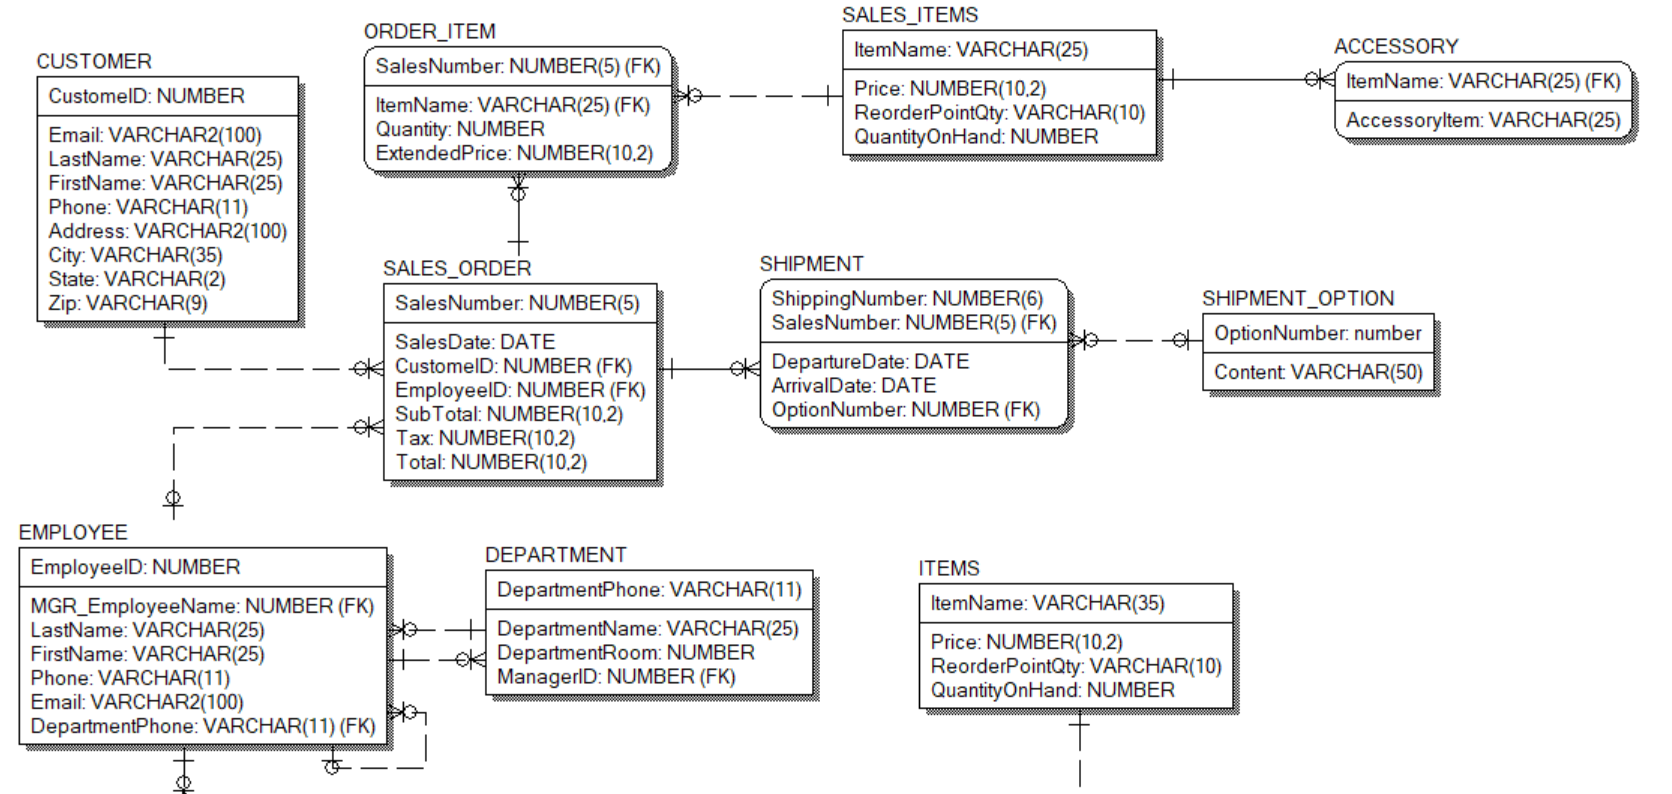 CUSTOMER
CustomeID: NUMBER
Email: VARCHAR2(100)
LastName: VARCHAR(25)
FirstName: VARCHAR(25)
Phone: VARCHAR(11)
Address: VARCHAR2(100)
City: VARCHAR(35)
State: VARCHAR(2)
Zip: VARCHAR(9)
ORDER_ITEM
SalesNumber: NUMBER(5) (FK)
ItemName: VARCHAR(25) (FK)
Quantity: NUMBER
ExtendedPrice: NUMBER(10,2)
SALES_ITEMS
ItemName: VARCHAR(25)
Price: NUMBER(10,2)
ReorderPointQty: VARCHAR(10)
QuantityOnHand: NUMBER
ACCESSORY
ItemName: VARCHAR(25) (FK)
AccessoryItem: VARCHAR(25)
SALES_ORDER
SalesNumber: NUMBER(5)
SalesDate: DATE
CustomeID: NUMBER (FK)
EmployeeID: NUMBER (FK)
SubTotal: NUMBER(10,2)
Tax: NUMBER(10,2)
Total: NUMBER(10,2)
SHIPMENT
ShippingNumber: NUMBER(6)
SalesNumber: NUMBER(5) (FK)
DepartureDate: DATE
ArrivalDate: DATE
OptionNumber: NUMBER (FK)
SHIPMENT_OPTION
OptionNumber: number
Content: VARCHAR(50)
EMPLOYEE
EmployeeID: NUMBER
MGR_EmployeeName: NUMBER (FK)
LastName: VARCHAR(25)
FirstName: VARCHAR(25)
Phone: VARCHAR(11)
Email: VARCHAR2(100)
DepartmentPhone: VARCHAR(11) (FK)
DEPARTMENT
DepartmentPhone: VARCHAR(11)
DepartmentName: VARCHAR(25)
DepartmentRoom: NUMBER
ManagerID: NUMBER (FK)
ITEMS
ItemName: VARCHAR(35)
Price: NUMBER(10,2)
ReorderPointQty: VARCHAR(10)
QuantityOnHand: NUMBER